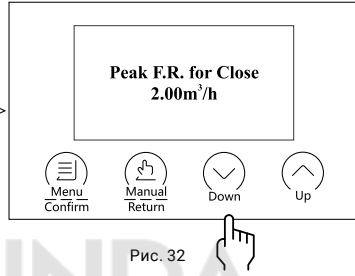 Peak F.R. for Close
2.00m³/h
Menu
Confirm
Manual
Return
Down
Up
Рис. 32